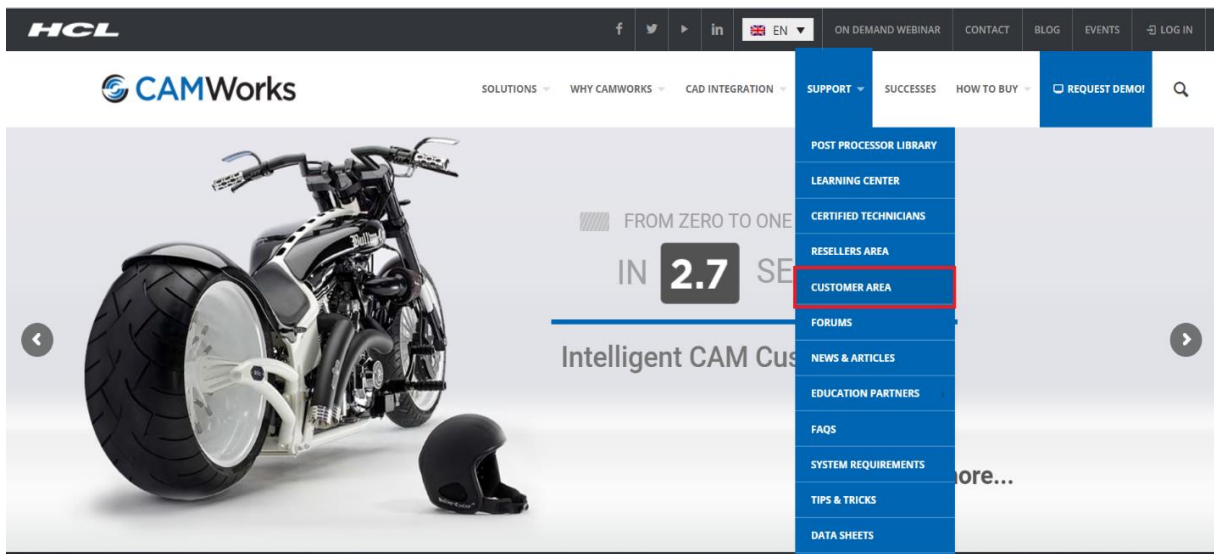 HCL
EN
ON DEMAND WEBINAR
CONTACT
BLOG
EVENTS
LOG IN
CAMWorks
SOLUTIONS
WHY CAMWORKS
CAD INTEGRATION
SUPPORT
SUCCESSES
HOW TO BUY
REQUEST DEMO!
POST PROCESSOR LIBRARY
LEARNING CENTER
CERTIFIED TECHNICIANS
RESELLERS AREA
CUSTOMER AREA
FORUMS
NEWS & ARTICLES
EDUCATION PARTNERS
FAQS
SYSTEM REQUIREMENTS
TIPS & TRICKS
DATA SHEETS
FROM ZERO TO ONE
IN 2.7 SE
Intelligent CAM Cus
ore...